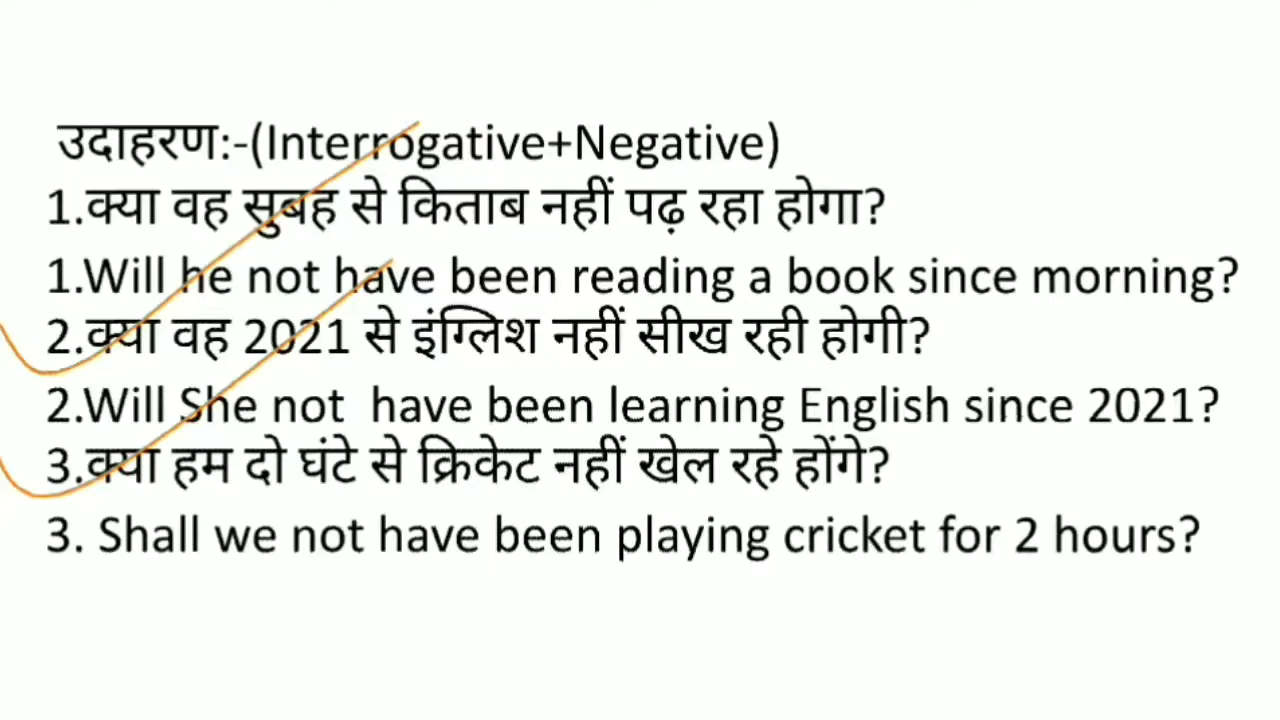 उदाहरण:-(Interrogative+Negative)
1.क्या वह सुबह से किताब नहीं पढ़ रहा होगा?
1.Will he not have been reading a book since morning?
2.क्या वह 2021 से इंग्लिश नहीं सीख रही होगी?
2.Will She not have been learning English since 2021?
3.क्या हम दो घंटे से क्रिकेट नहीं खेल रहे होंगे?
3. Shall we not have been playing cricket for 2 hours?